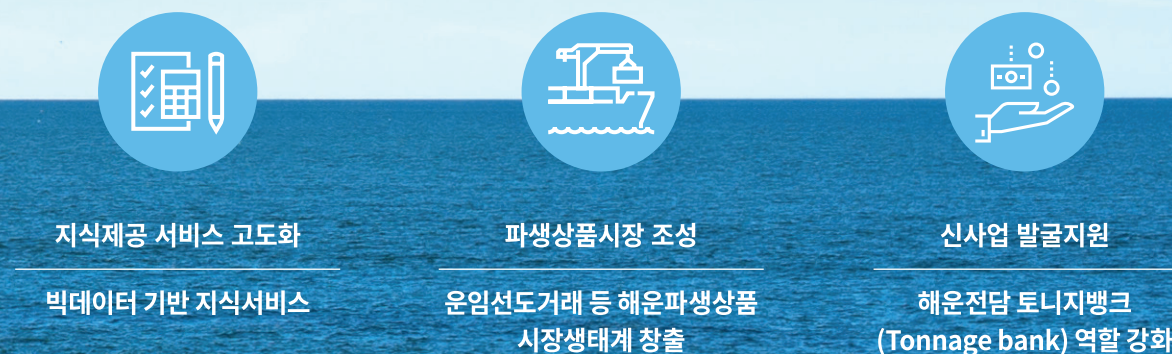 지식제공 서비스 고도화
빅데이터 기반 지식서비스
파생상품시장 조성
운임선도거래 등 해운파생상품
시장생태계 창출
신사업 발굴지원
해운전담 토니지뱅크
(Tonnage bank) 역할 강화